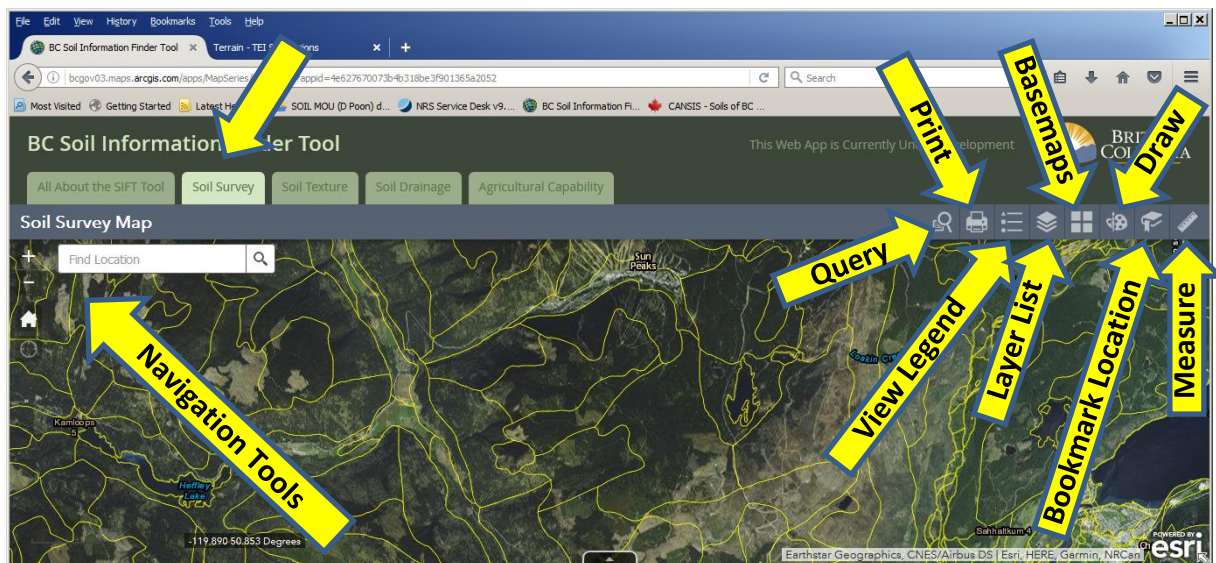 File Edit View History Bookmarks Tools Help
BC Soil Information Finder Tool × Terrain - TEI × +
bcgov03.maps.arcgis.com/apps/MapSeries appid=4e627670073b4b318be3f901365a2052
Search
Most Visited Getting Started Latest SOIL MOU (D Poon) d... NRS Service Desk v9.... BC Soil Information Fi... CANSIS - Soils of BC ...
BC Soil Information Finder Tool
This Web App is Currently Under Development
BRITISH COLUMBIA
All About the SIFT Tool Soil Survey Soil Texture Soil Drainage Agricultural Capability
Soil Survey Map
Print
Basemaps
Draw
Query
View Legend
Layer List
Bookmark Location
Measure
Navigation Tools
+
Find Location
−
Sun
Peaks
Kamloops
5
Heffley
Lake
Sahhaltkum 4
-119.890 50.853 Degrees
Earthstar Geographics, CNES/Airbus DS | Esri, HERE, Garmin, NRCan
POWERED BY
esri